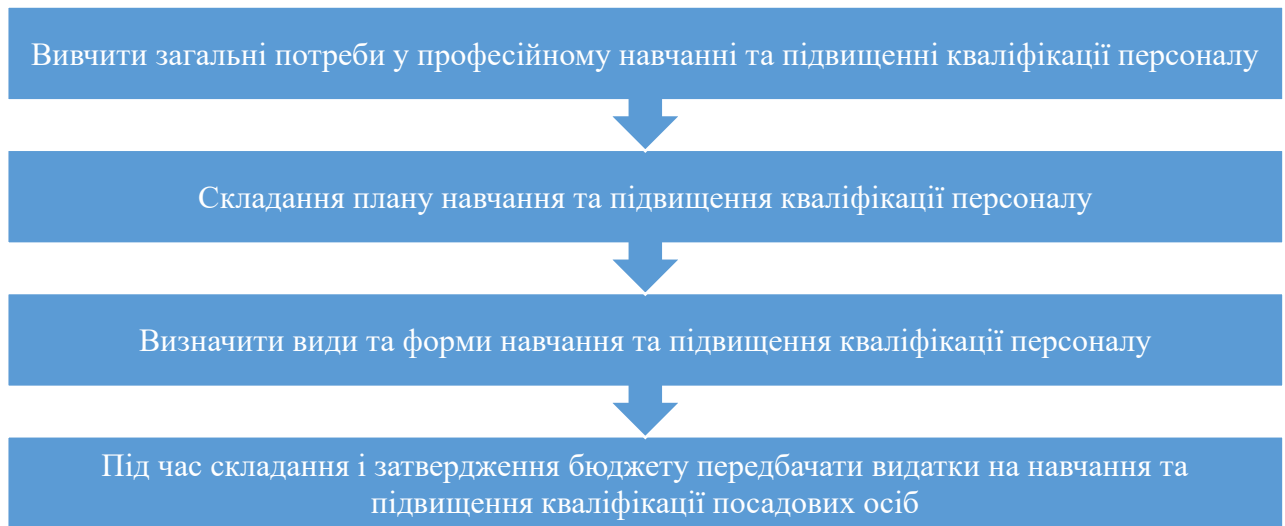 Вивчити загальні потреби у професійному навчанні та підвищенні кваліфікації персоналу
Складання плану навчання та підвищення кваліфікації персоналу
Визначити види та форми навчання та підвищення кваліфікації персоналу
Під час складання і затвердження бюджету передбачати видатки на навчання та
підвищення кваліфікації посадових осіб